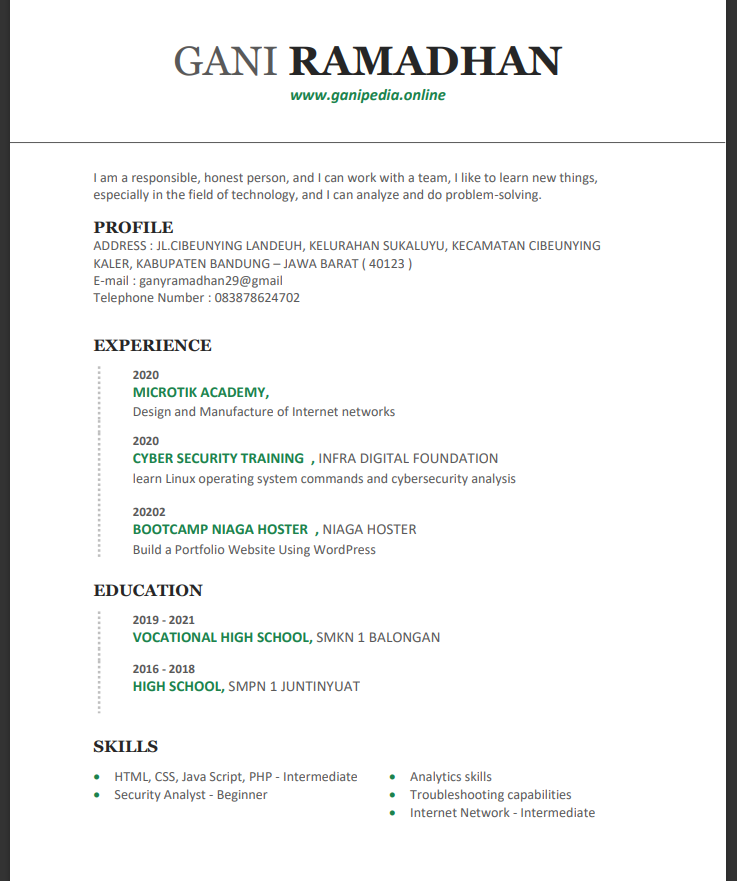 GANI RAMADHAN
www.ganipedia.online
I am a responsible, honest person, and I can work with a team, I like to learn new things,
especially in the field of technology, and I can analyze and do problem-solving.
PROFILE
ADDRESS : JL.CIBEUNYING LANDEUH, KELURAHAN SUKALUYU, KECAMATAN CIBEUNYING
KALER, KABUPATEN BANDUNG – JAWA BARAT ( 40123 )
E-mail : ganyramadhan29@gmail
Telephone Number : 083878624702
EXPERIENCE
2020
MICROTIK ACADEMY,
Design and Manufacture of Internet networks
2020
CYBER SECURITY TRAINING , INFRA DIGITAL FOUNDATION
learn Linux operating system commands and cybersecurity analysis
20202
BOOTCAMP NIAGA HOSTER , NIAGA HOSTER
Build a Portfolio Website Using WordPress
EDUCATION
2019 - 2021
VOCATIONAL HIGH SCHOOL, SMKN 1 BALONGAN
2016 - 2018
HIGH SCHOOL, SMPN 1 JUNTINYUAT
SKILLS
• HTML, CSS, Java Script, PHP - Intermediate
• Security Analyst - Beginner
• Analytics skills
• Troubleshooting capabilities
• Internet Network - Intermediate